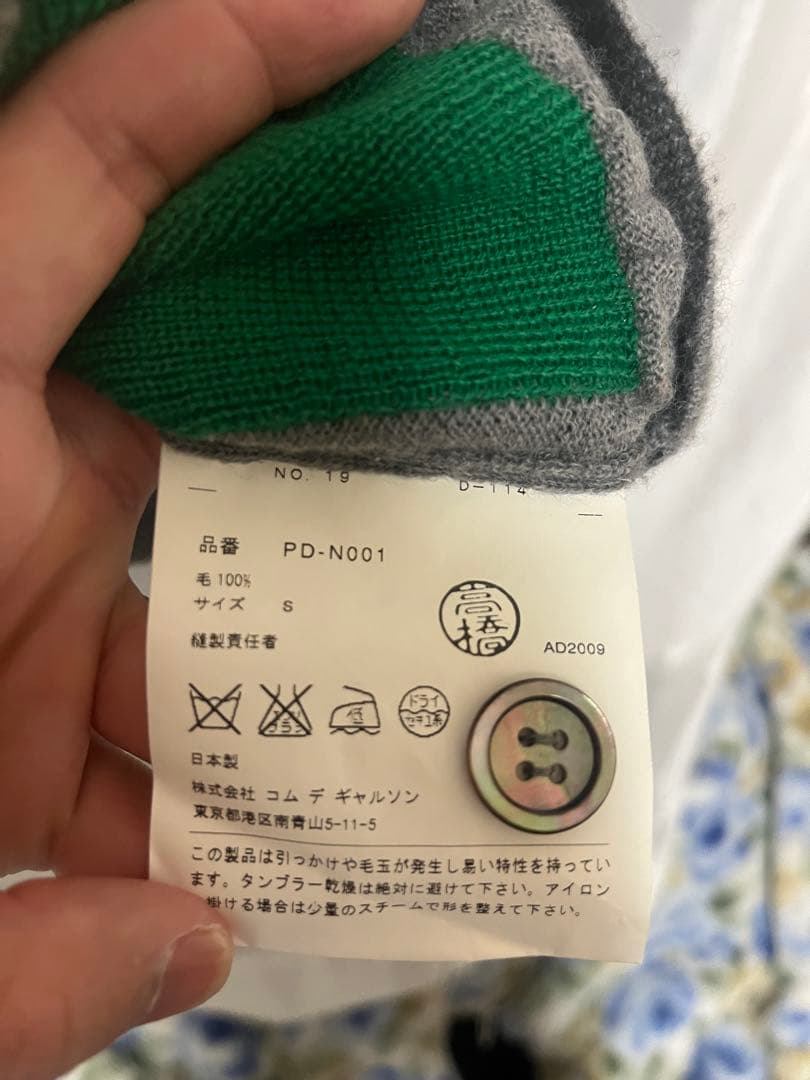 NO. 19 D-114
品番 PD-N001
毛 100%
サイズ S
縫製責任者
高橋
AD2009
低
ドライ
セキユ系
日本製
株式会社 コム デ ギャルソン
東京都港区南青山5-11-5
この製品は引っかけや毛玉が発生し易い特性を持ってい
ます。タンブラー乾燥は絶対に避けて下さい。アイロン
掛ける場合は少量のスチームで形を整えて下さい。